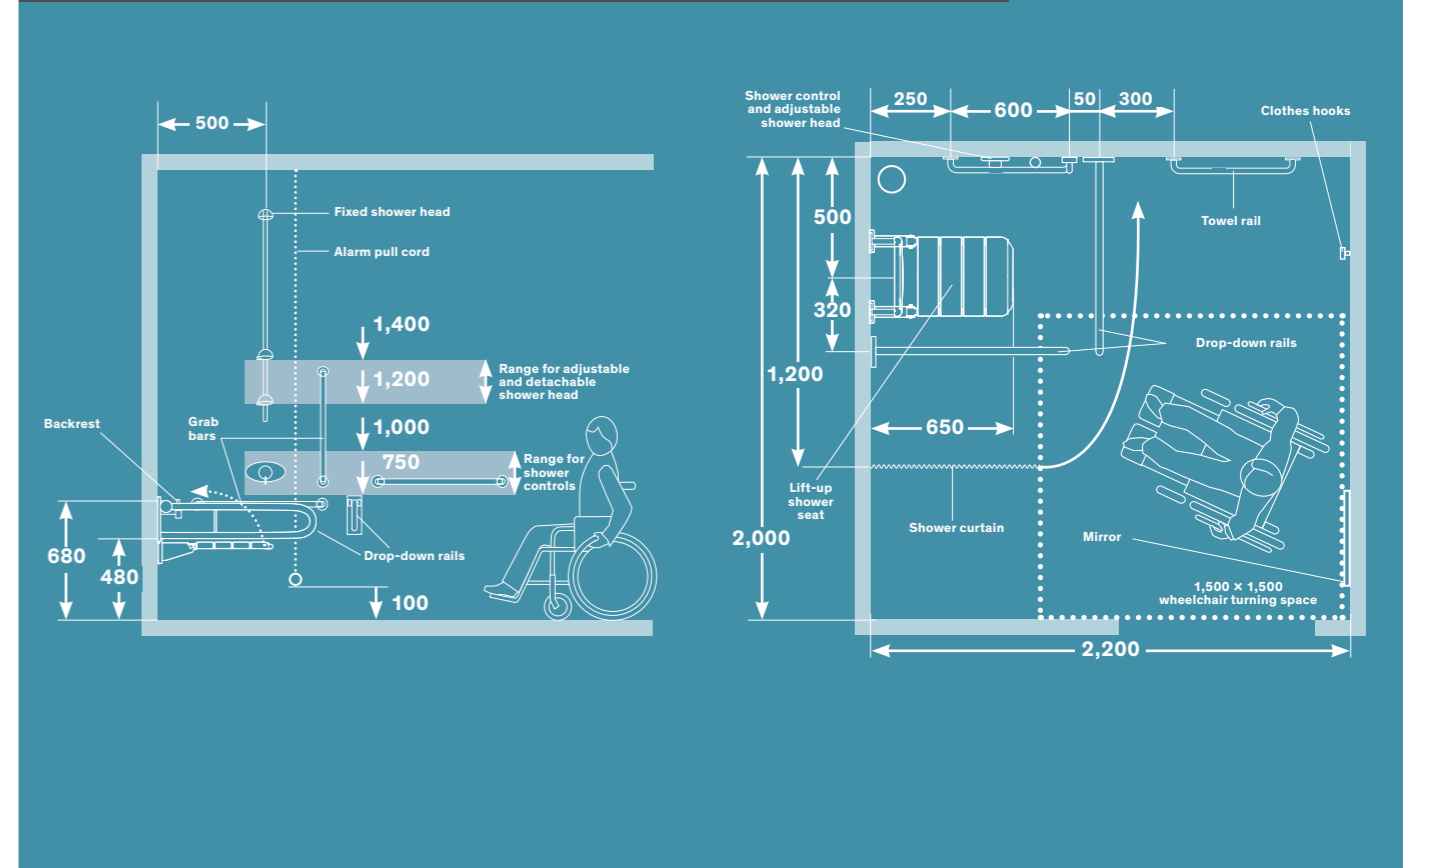 500
Fixed shower head
Alarm pull cord
1,400
1,200
Range for adjustable
and detachable
shower head
1,000
750
Range for
shower
controls
Backrest
Grab
bars
680
480
Drop-down rails
100
Shower control
and adjustable
shower head
250
600
50
300
Clothes hooks
500
Towel rail
320
Drop-down rails
1,200
650
Lift-up
shower
seat
Shower curtain
2,000
Mirror
1,500 × 1,500
wheelchair turning space
2,200